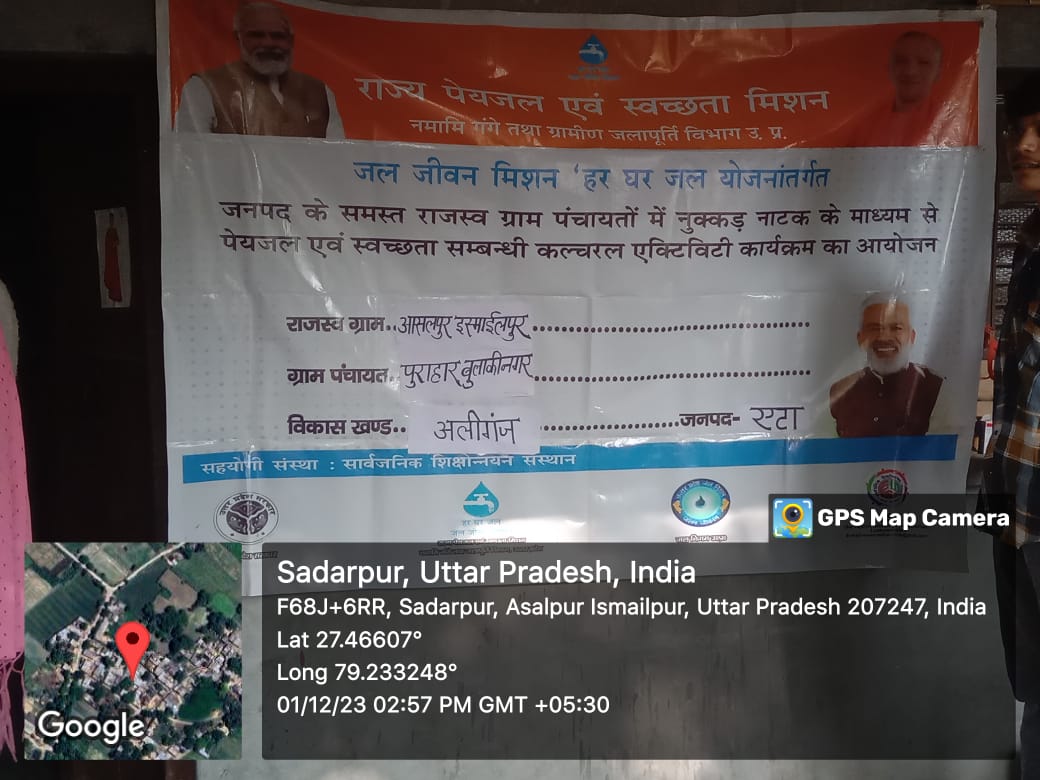 राज्य पेयजल एवं स्वच्छता मिशन
नमामि गंगे तथा ग्रामीण जलापूर्ति विभाग उ. प्र.
जल जीवन मिशन 'हर घर जल योजनांतर्गत
जनपद के समस्त राजस्व ग्राम पंचायतों में नुक्कड़ नाटक के माध्यम से
पेयजल एवं स्वच्छता सम्बन्धी कल्चरल एक्टिविटी कार्यक्रम का आयोजन
राजस्व ग्राम..आसलपुर इस्माईलपुर......................................................
ग्राम पंचायत..पुराहार बुलाकीनगर......................................................
विकास खण्ड.. अलीगंज ..........................जनपद- एटा
सहयोगी संस्था : सार्वजनिक शिक्षोन्नयन संस्थान
हर घर जल
GPS Map Camera
Google
Sadarpur, Uttar Pradesh, India
F68J+6RR, Sadarpur, Asalpur Ismailpur, Uttar Pradesh 207247, India
Lat 27.46607°
Long 79.233248°
01/12/23 02:57 PM GMT +05:30